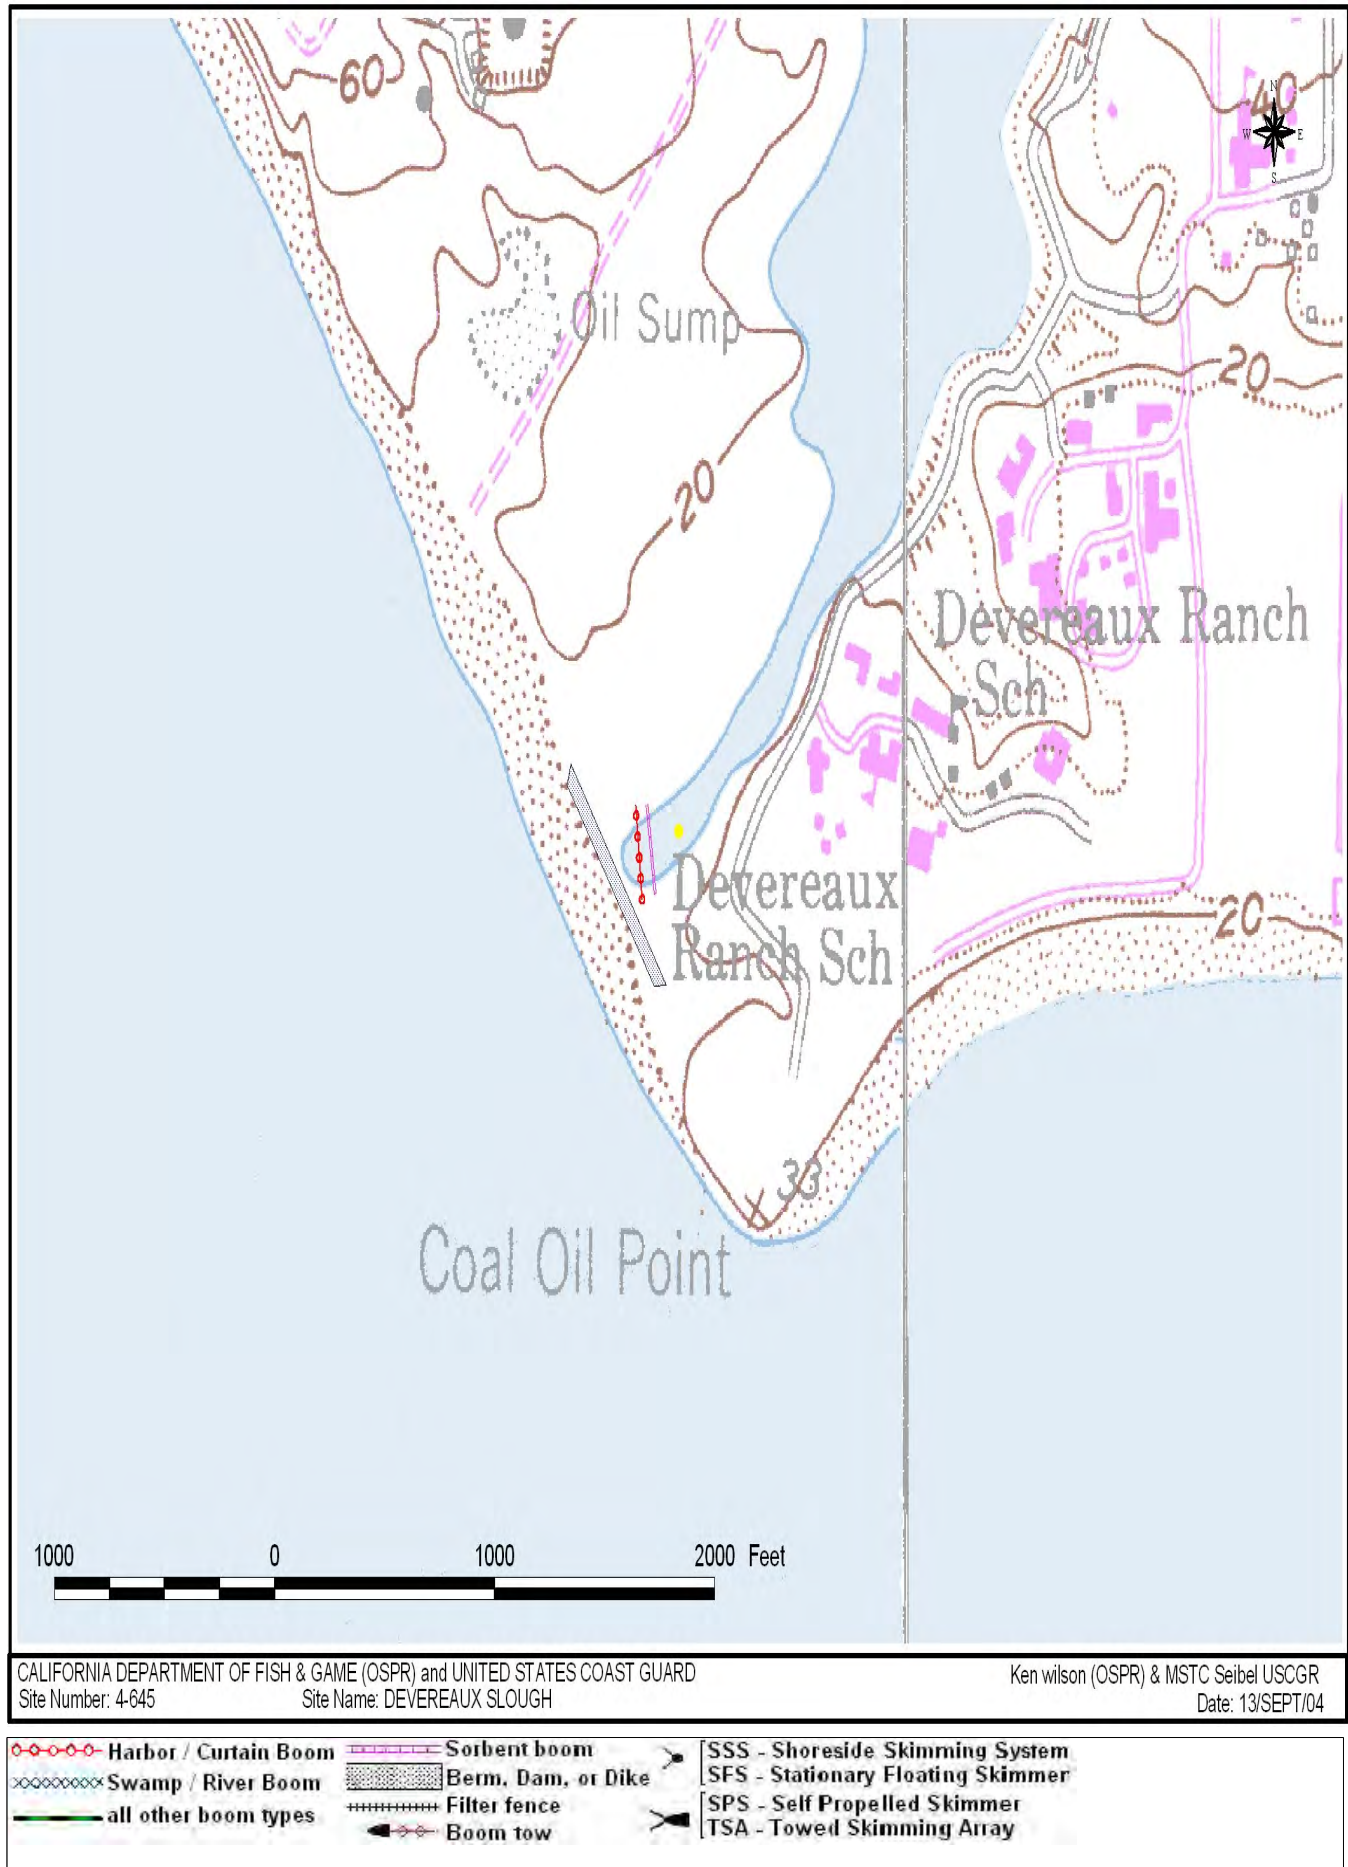 60
40
N
W E
S
Oil Sump
20
20
Devereaux Ranch
Sch
Devereaux
Ranch Sch
20
33
Coal Oil Point
1000 0 1000 2000 Feet
CALIFORNIA DEPARTMENT OF FISH & GAME (OSPR) and UNITED STATES COAST GUARD
Ken wilson (OSPR) & MSTC Seibel USCGR
Site Number: 4-645 Site Name: DEVEREAUX SLOUGH
Date: 13/SEPT/04
Harbor / Curtain Boom
Swamp / River Boom
all other boom types
Sorbent boom
Berm, Dam, or Dike
Filter fence
Boom tow
SSS - Shoreside Skimming System
SFS - Stationary Floating Skimmer
SPS - Self Propelled Skimmer
TSA - Towed Skimming Array